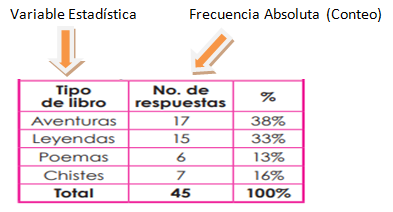 Variable Estadística Frecuencia Absoluta (Conteo)
Tipo de libro No. de respuestas %
Aventuras 17 38%
Leyendas 15 33%
Poemas 6 13%
Chistes 7 16%
Total 45 100%